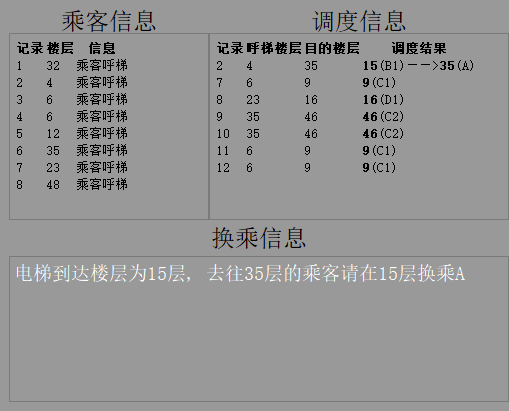 乘客信息
调度信息
记录 楼层 信息
1 32 乘客呼梯
2 4 乘客呼梯
3 6 乘客呼梯
4 6 乘客呼梯
5 12 乘客呼梯
6 35 乘客呼梯
7 23 乘客呼梯
8 48 乘客呼梯
记录 呼梯楼层 目的楼层 调度结果
2 4 35 15(B1)－－>35(A)
7 6 9 9(C1)
8 23 16 16(D1)
9 35 46 46(C2)
10 35 46 46(C2)
11 6 9 9(C1)
12 6 9 9(C1)
换乘信息
电梯到达楼层为15层, 去往35层的乘客请在15层换乘A